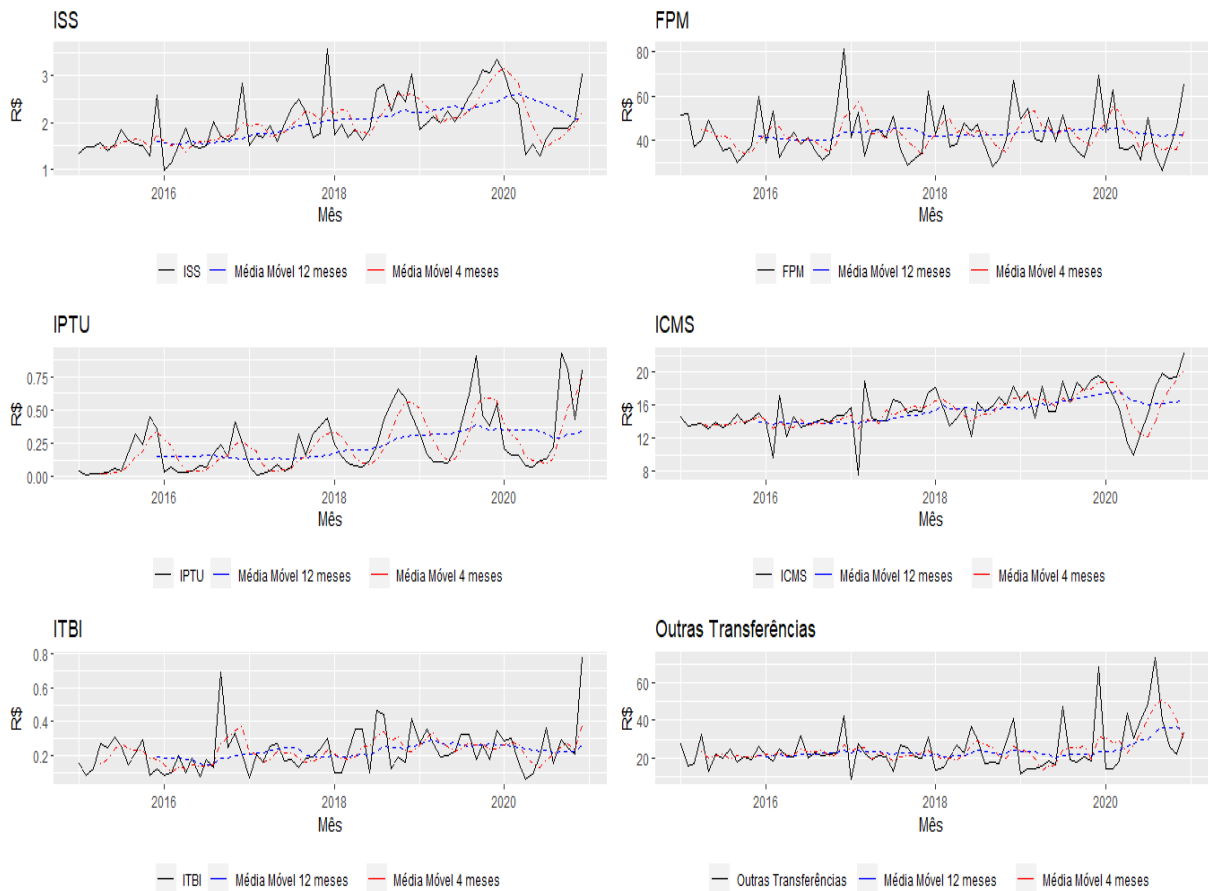 ISS
R$
3
2
1
2016
2018
2020
Mês
ISS Média Móvel 12 meses Média Móvel 4 meses
FPM
R$
80
60
40
2016
2018
2020
Mês
FPM Média Móvel 12 meses Média Móvel 4 meses
IPTU
R$
0.75
0.50
0.25
0.00
2016
2018
2020
Mês
IPTU Média Móvel 12 meses Média Móvel 4 meses
ICMS
R$
20
16
12
8
2016
2018
2020
Mês
ICMS Média Móvel 12 meses Média Móvel 4 meses
ITBI
R$
0.8
0.6
0.4
0.2
2016
2018
2020
Mês
ITBI Média Móvel 12 meses Média Móvel 4 meses
Outras Transferências
R$
60
40
20
2016
2018
2020
Mês
Outras Transferências Média Móvel 12 meses Média Móvel 4 meses